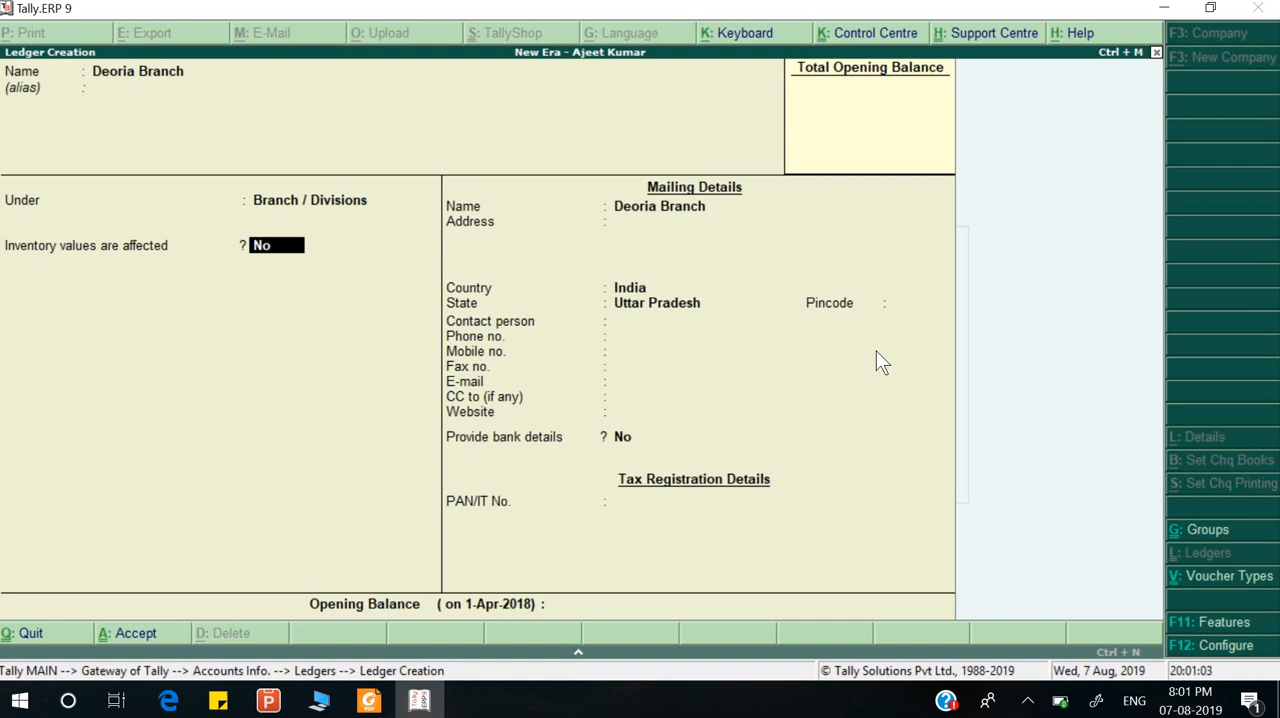 Tally.ERP 9
P: Print E: Export M: E-Mail O: Upload S: TallyShop G: Language K: Keyboard K: Control Centre H: Support Centre H: Help
F3: Company
Ledger Creation New Era - Ajeet Kumar Ctrl + M
F3: New Company
Name : Deoria Branch
(alias) :
Total Opening Balance
Under : Branch / Divisions
Inventory values are affected ? No
Mailing Details
Name : Deoria Branch
Address :
Country : India
State : Uttar Pradesh Pincode :
Contact person :
Phone no. :
Mobile no. :
Fax no. :
E-mail :
CC to (if any) :
Website :
Provide bank details ? No
Tax Registration Details
PAN/IT No. :
Opening Balance ( on 1-Apr-2018) :
L: Details
B: Set Chq Books
S: Set Chq Printing
G: Groups
L: Ledgers
V: Voucher Types
F11: Features
F12: Configure
Q: Quit A: Accept D: Delete
Ctrl + N
Tally MAIN --> Gateway of Tally --> Accounts Info. --> Ledgers --> Ledger Creation © Tally Solutions Pvt Ltd., 1988-2019 Wed, 7 Aug, 2019 20:01:03
ENG 8:01 PM
07-08-2019